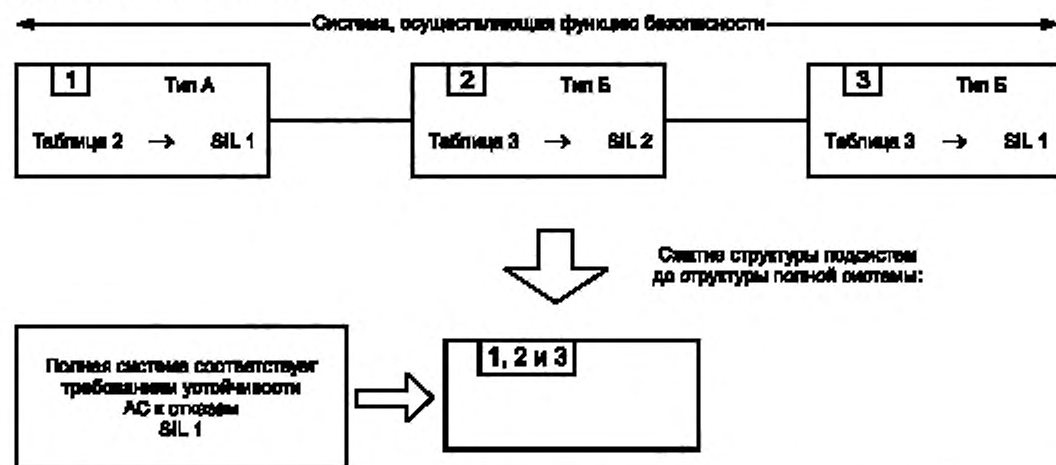 Система, осуществляющая функцию безопасности
1 Тип А
Таблица 2 → SIL 1
2 Тип Б
Таблица 3 → SIL 2
3 Тип Б
Таблица 3 → SIL 1
Сжатие структуры подсистем
до структуры полной системы:
Полная система соответствует
требованиям устойчивости
АС к отказам
SIL 1
1, 2 и 3